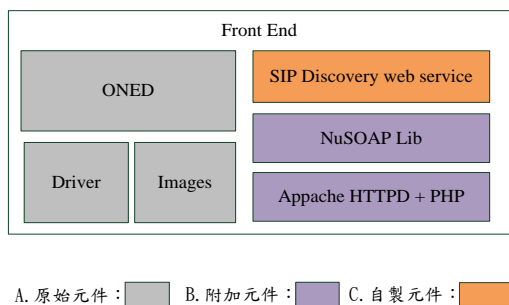 Front End
ONED
SIP Discovery web service
NuSOAP Lib
Driver
Images
Appache HTTPD + PHP
A.原始元件: B.附加元件: C.自製元件: